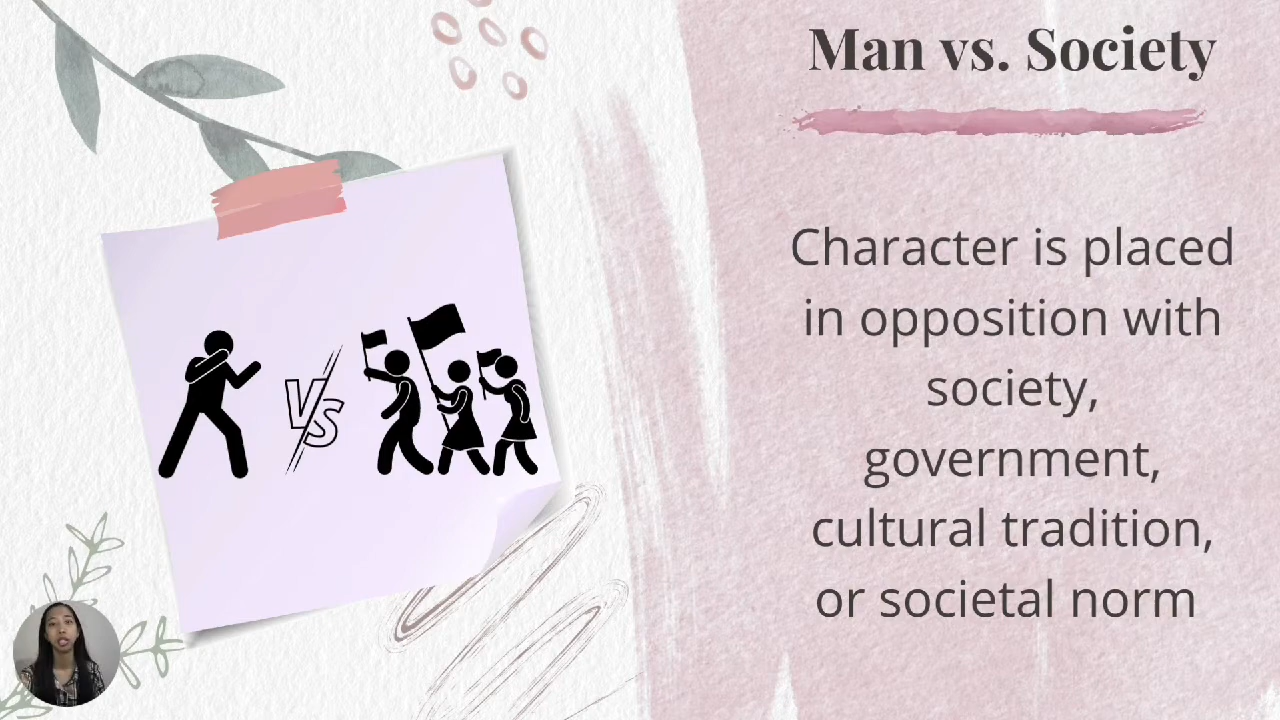 Man vs. Society
VS
Character is placed
in opposition with
society,
government,
cultural tradition,
or societal norm